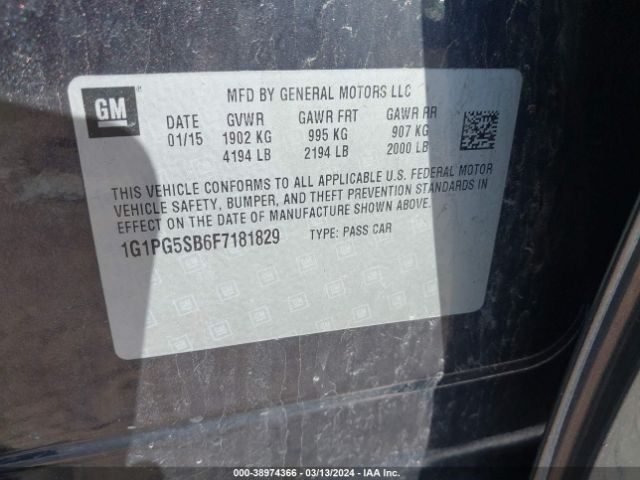 GM
MFD BY GENERAL MOTORS LLC
DATE GVWR GAWR FRT GAWR RR
01/15 1902 KG 995 KG 907 KG
4194 LB 2194 LB 2000 LB
THIS VEHICLE CONFORMS TO ALL APPLICABLE U.S. FEDERAL MOTOR
VEHICLE SAFETY, BUMPER, AND THEFT PREVENTION STANDARDS IN
EFFECT ON THE DATE OF MANUFACTURE SHOWN ABOVE.
1G1PG5SB6F7181829 TYPE: PASS CAR
000-38974366 - 03/13/2024 - IAA Inc.